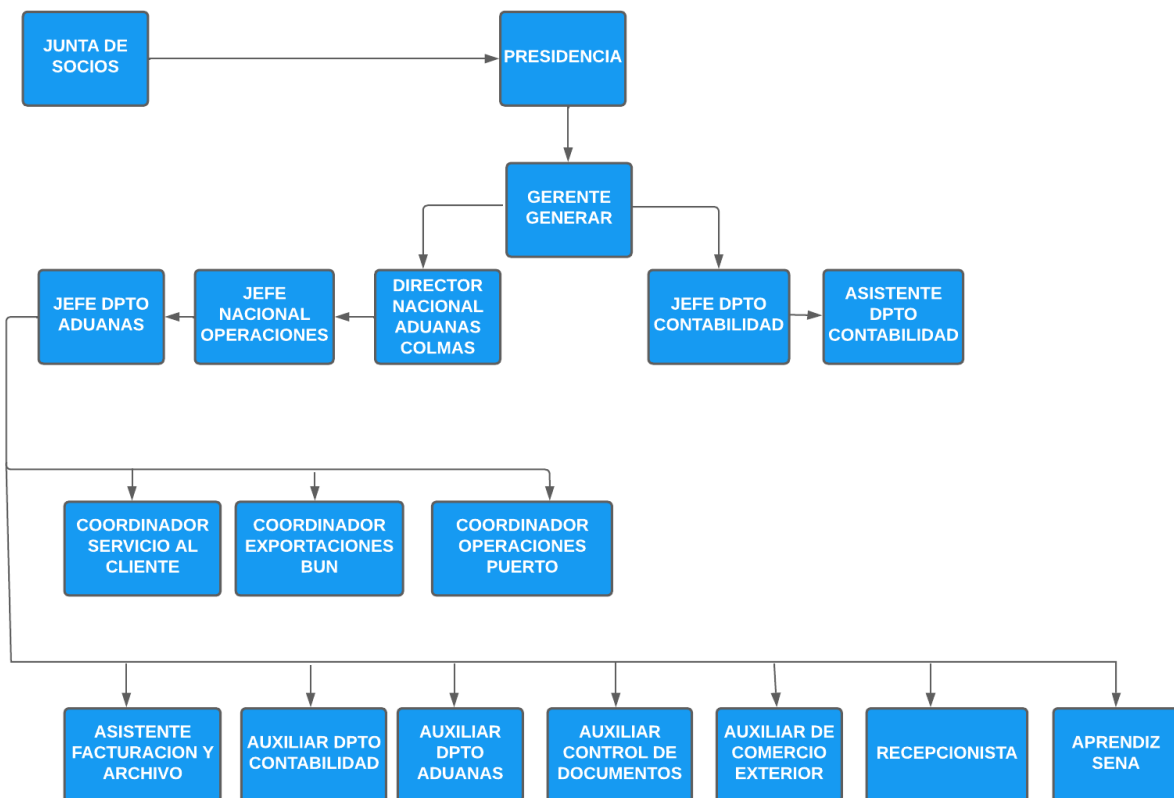 JUNTA DE
SOCIOS
PRESIDENCIA
GERENTE
GENERAR
JEFE DPTO
ADUANAS
JEFE
NACIONAL
OPERACIONES
DIRECTOR
NACIONAL
ADUANAS
COLMAS
JEFE DPTO
CONTABILIDAD
ASISTENTE
DPTO
CONTABILIDAD
COORDINADOR
SERVICIO AL
CLIENTE
COORDINADOR
EXPORTACIONES
BUN
COORDINADOR
OPERACIONES
PUERTO
ASISTENTE
FACTURACION Y
ARCHIVO
AUXILIAR DPTO
CONTABILIDAD
AUXILIAR
DPTO
ADUANAS
AUXILIAR
CONTROL DE
DOCUMENTOS
AUXILIAR DE
COMERCIO
EXTERIOR
RECEPCIONISTA
APRENDIZ
SENA